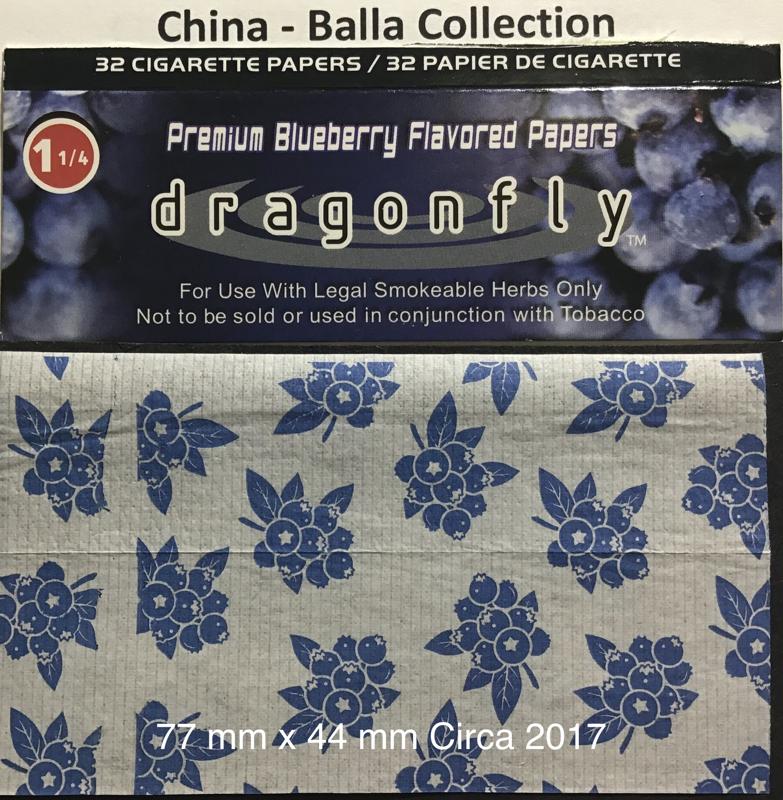 China - Balla Collection
32 CIGARETTE PAPERS / 32 PAPIER DE CIGARETTE
1 1/4
Premium Blueberry Flavored Papers
dragonfly TM
For Use With Legal Smokeable Herbs Only
Not to be sold or used in conjunction with Tobacco
77 mm x 44 mm Circa 2017